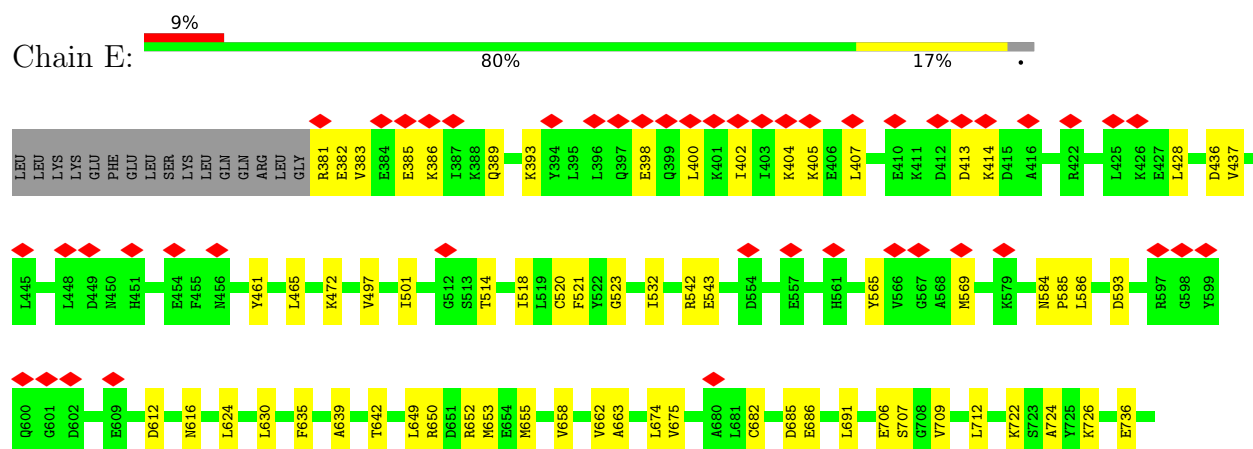 9%
Chain E:
80% 17% •
LEU LEU LYS LYS GLU PHE GLU LEU SER LYS LEU GLN GLN ARG LEU GLY R381 E382 V383 E384 E385 K386 I387 K388 Q389 K393 Y394 L395 L396 Q397 E398 Q399 L400 K401 I402 I403 K404 K405 E406 L407 E410 K411 D412 D413 K414 D415 A416 R422 L425 K426 E427 L428 D436 V437
L445 L448 D449 N450 H451 E454 F455 N456 Y461 L465 K472 V497 I501 G512 S513 T514 I518 L519 C520 F521 Y522 G523 I532 R542 E543 D554 E557 H561 Y565 V566 G567 A568 M569 K579 N584 P585 L586 D593 R597 G598 Y599
Q600 G601 D602 E609 D612 N616 L624 L630 F635 A639 T642 L649 R650 D651 R652 M653 E654 M655 V658 V662 A663 L674 V675 A680 L681 C682 D685 E686 L691 E706 S707 G708 V709 L712 K722 S723 A724 Y725 K726 E736